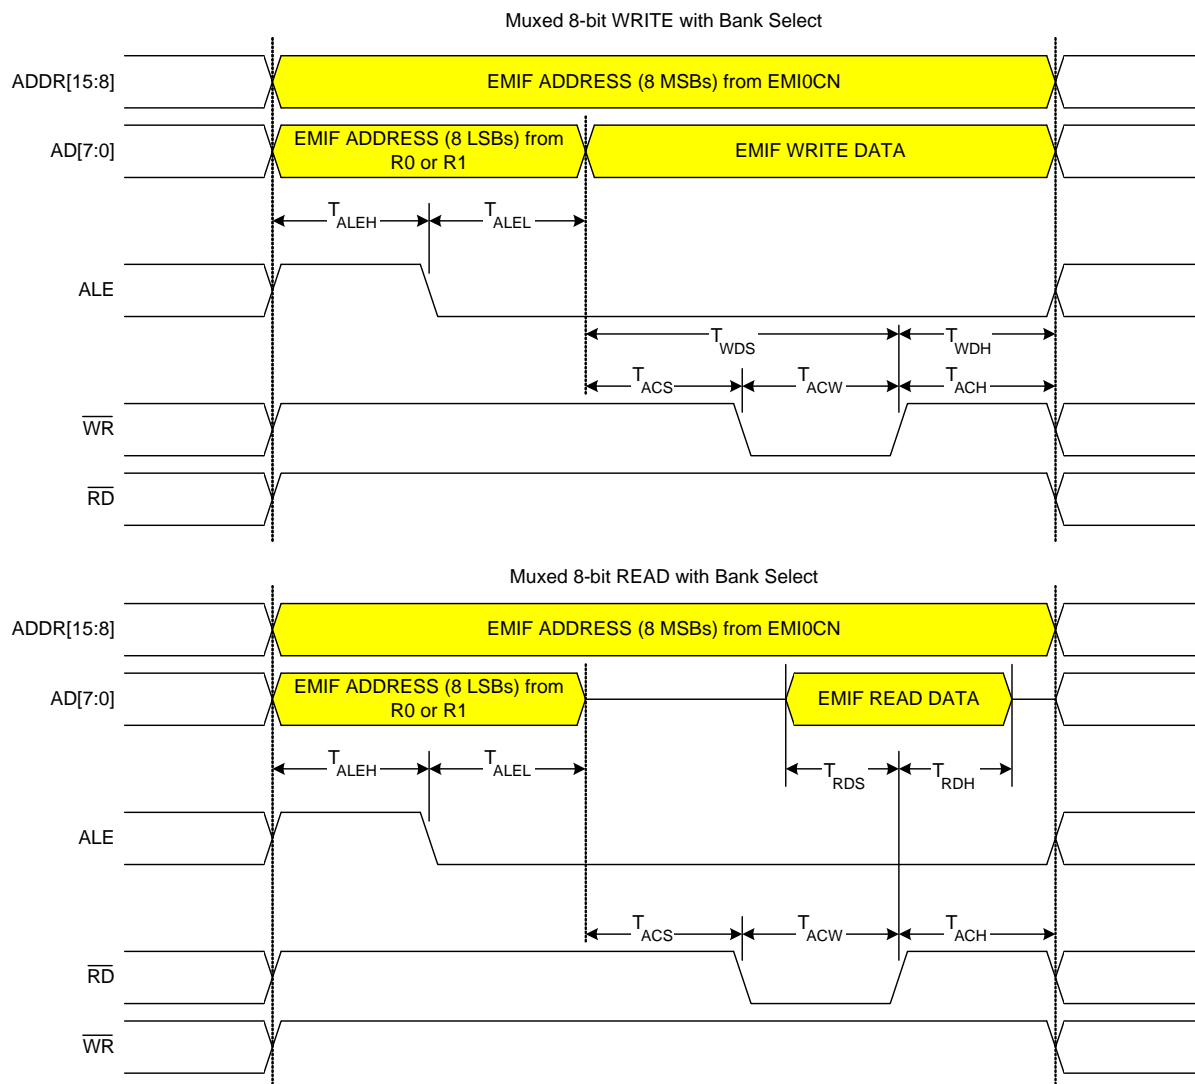 Muxed 8-bit WRITE with Bank Select
ADDR[15:8]
EMIF ADDRESS (8 MSBs) from EMI0CN
AD[7:0]
EMIF ADDRESS (8 LSBs) from
R0 or R1
EMIF WRITE DATA
TALEH
TALEL
ALE
TWDS
TWDH
TACS
TACW
TACH
WR
RD
Muxed 8-bit READ with Bank Select
ADDR[15:8]
EMIF ADDRESS (8 MSBs) from EMI0CN
AD[7:0]
EMIF ADDRESS (8 LSBs) from
R0 or R1
EMIF READ DATA
TALEH
TALEL
TRDS
TRDH
ALE
TACS
TACW
TACH
RD
WR